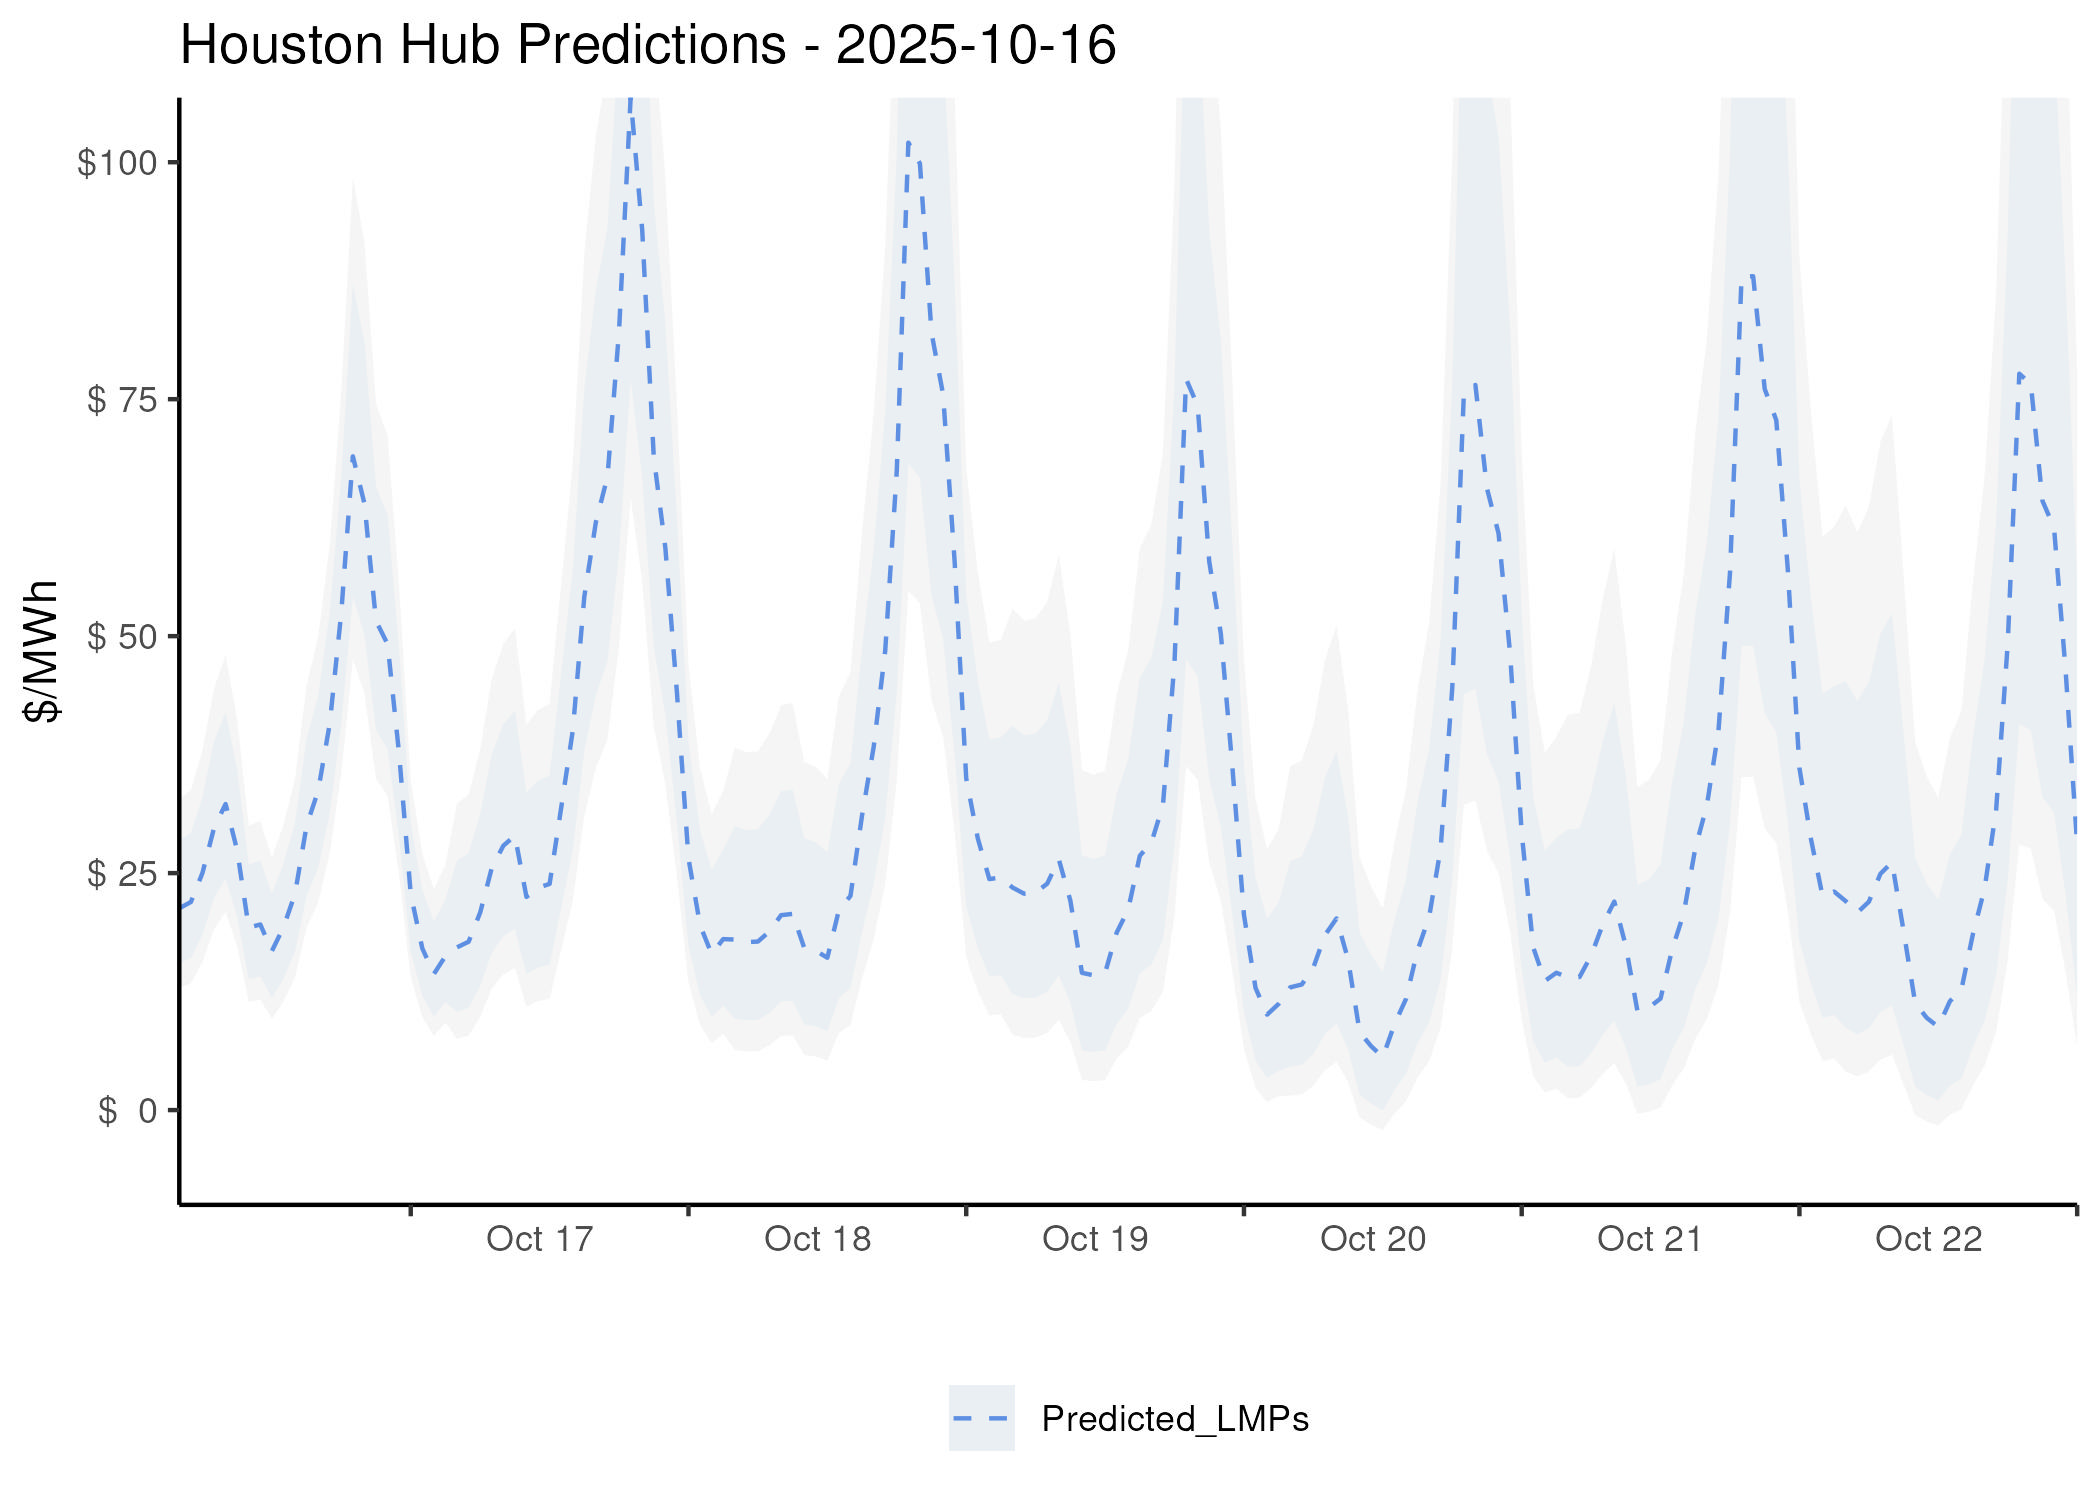 Houston Hub Predictions - 2025-10-16
$100
$ 75
$ 50
$ 25
$  0
$/MWh
Oct 17 Oct 18 Oct 19 Oct 20 Oct 21 Oct 22
Predicted_LMPs